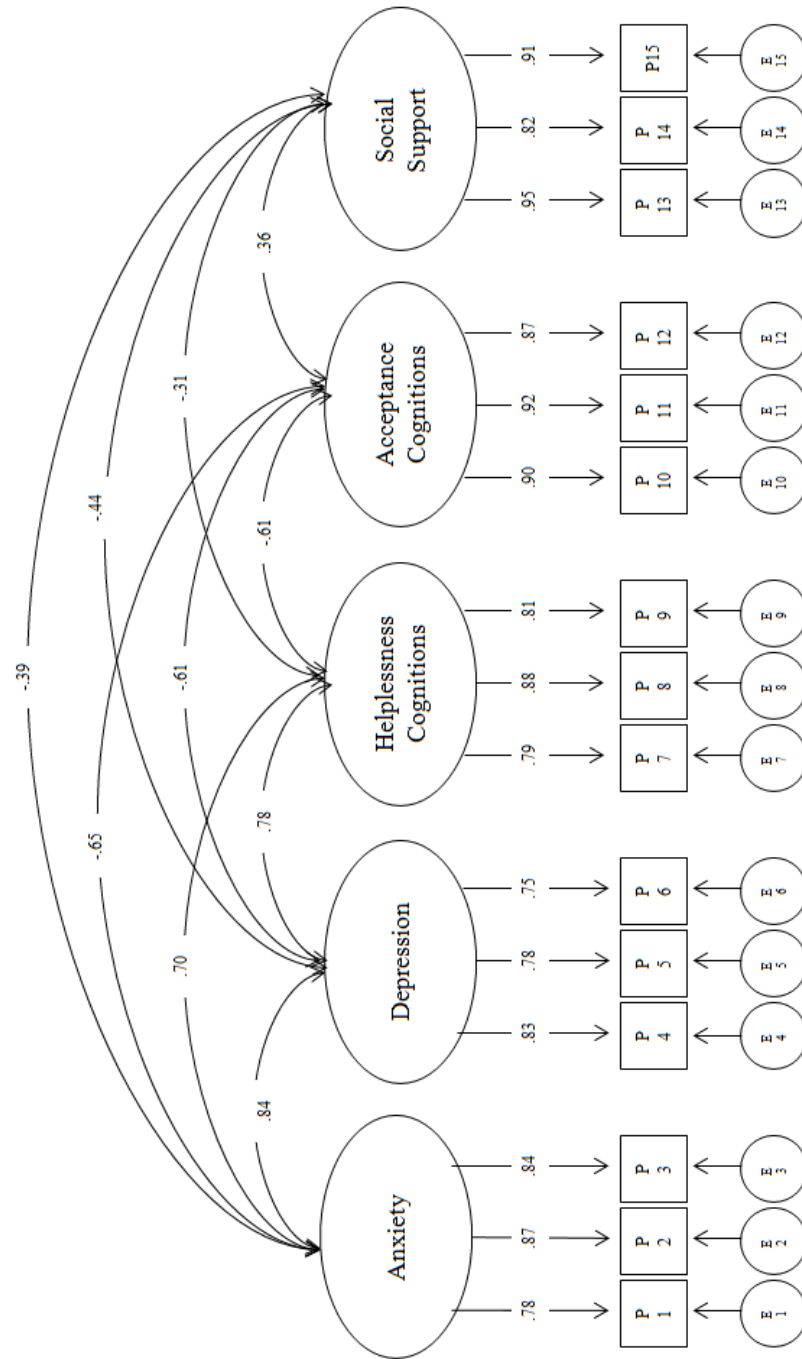 -.39
-.44
-.65
-.31
-.61
.70
.36
-.61
.78
.84
Anxiety
Depression
Helplessness
Cognitions
Acceptance
Cognitions
Social
Support
.78
.87
.84
.83
.78
.75
.79
.88
.81
.90
.92
.87
.95
.82
.91
P
1
P
2
P
3
P
4
P
5
P
6
P
7
P
8
P
9
P
10
P
11
P
12
P
13
P
14
P15
E
1
E
2
E
3
E
4
E
5
E
6
E
7
E
8
E
9
E
10
E
11
E
12
E
13
E
14
E
15